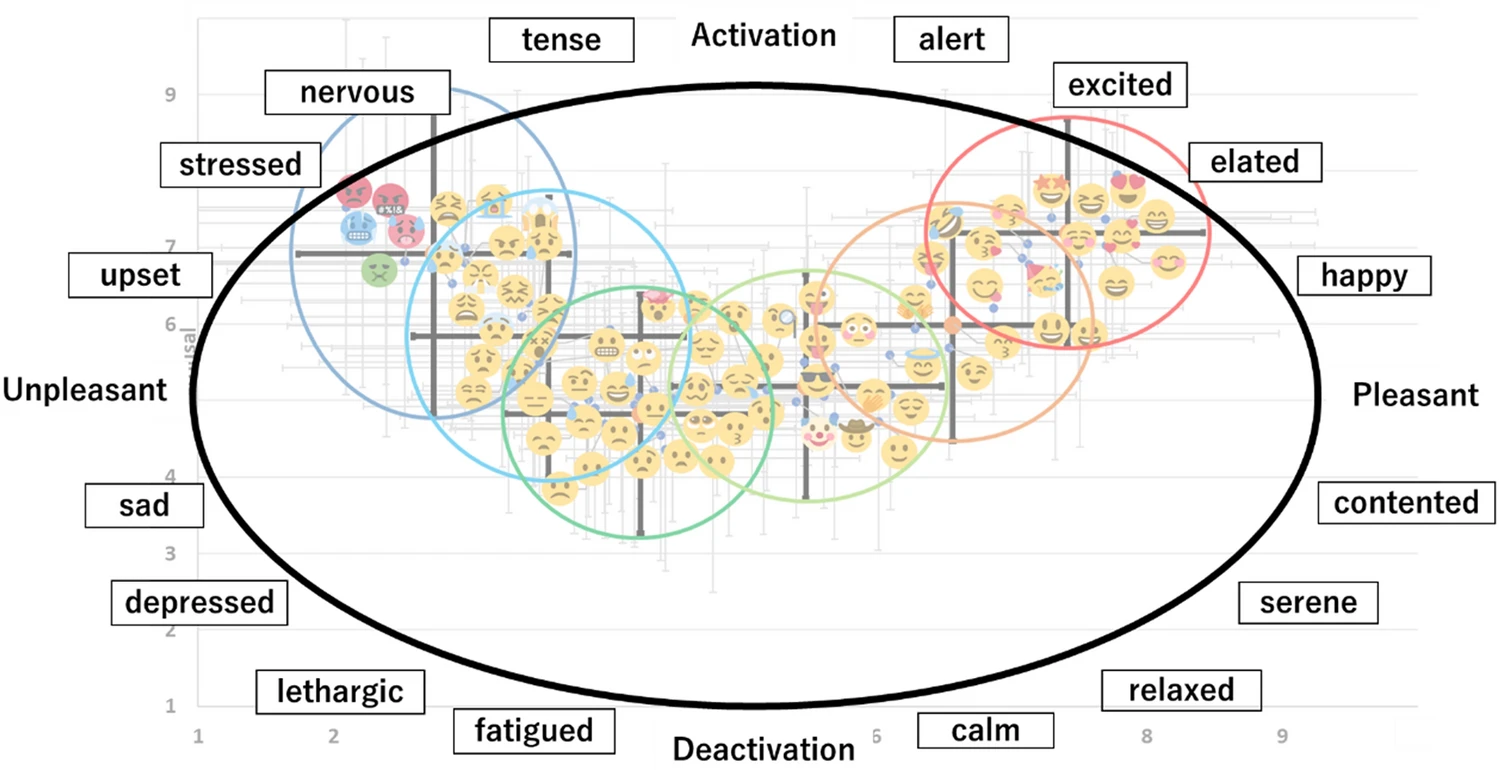 tense
Activation
alert
excited
nervous
9
stressed
elated
#%!&
7
upset
happy
6
usal
Unpleasant
Pleasant
4
sad
contented
3
depressed
serene
2
lethargic
relaxed
1
fatigued
calm
1
2
Deactivation
6
8
9